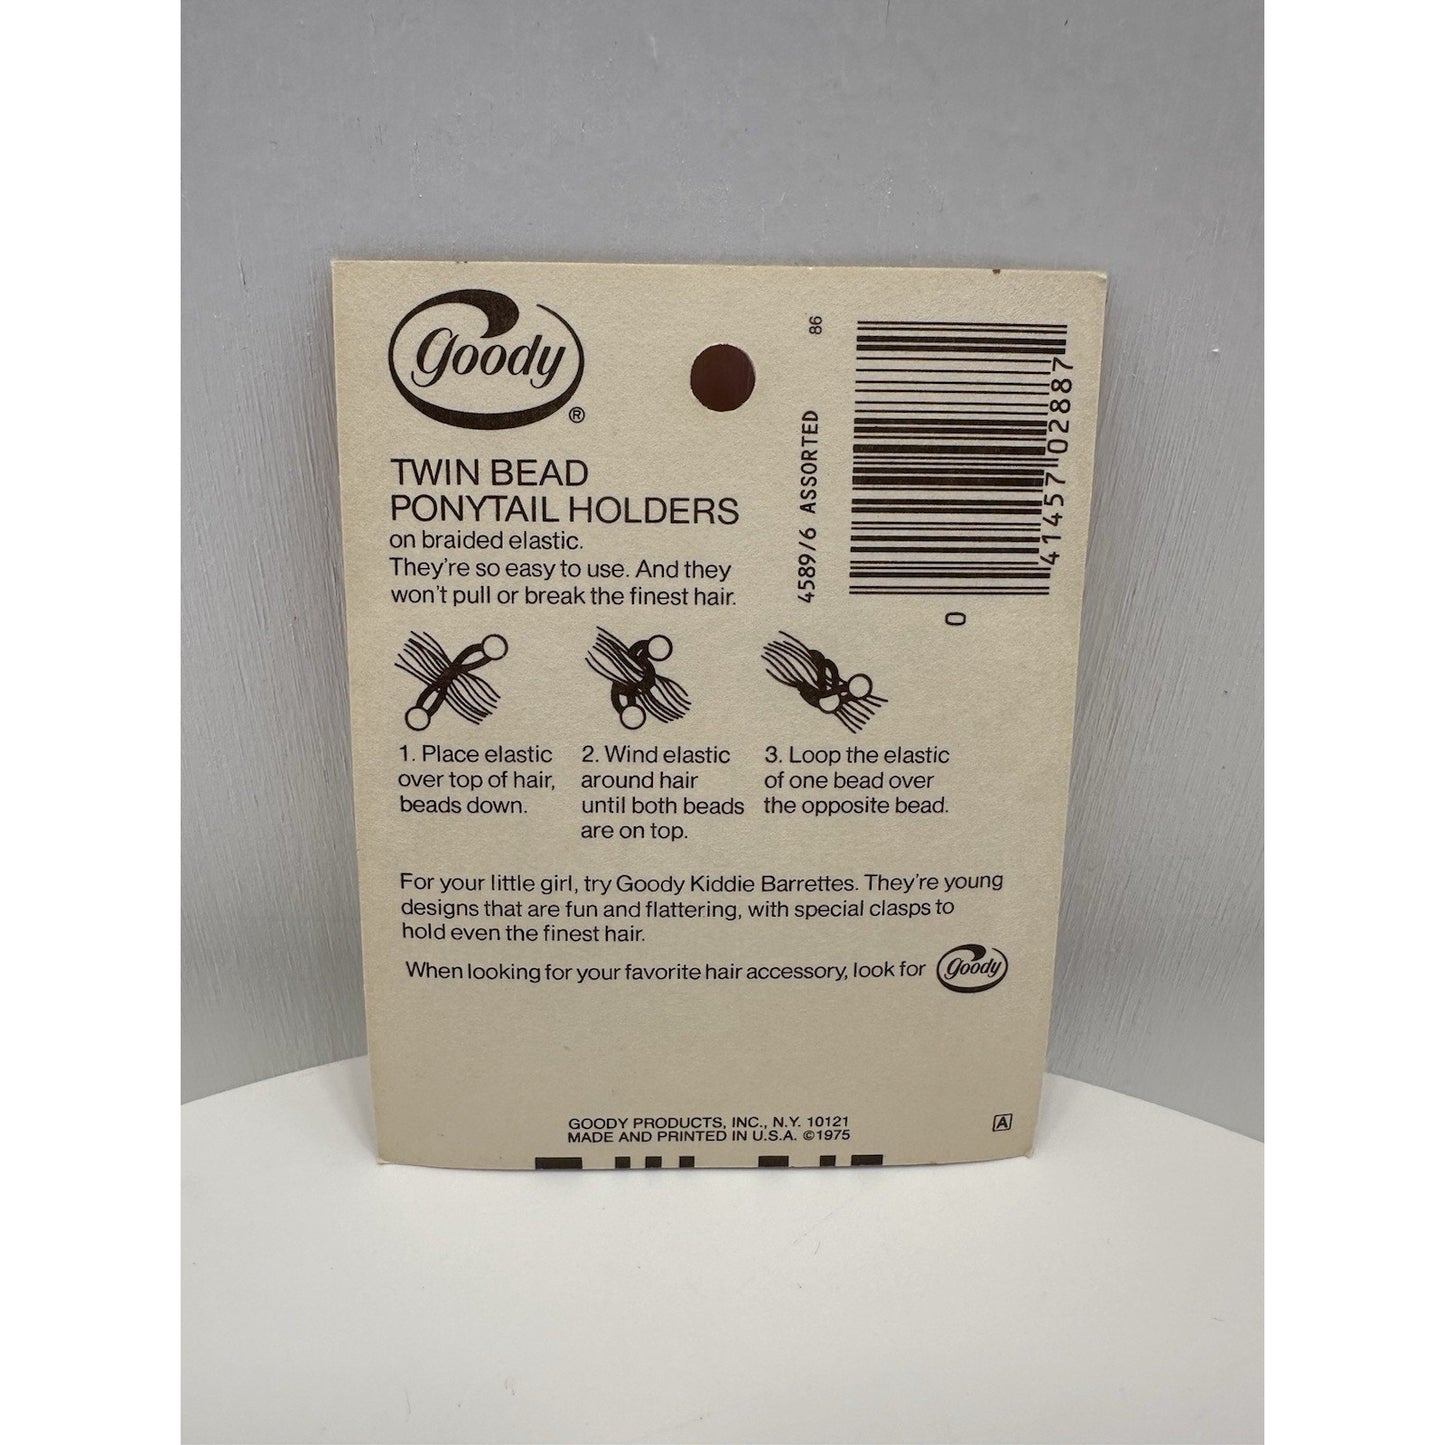 goody
®
TWIN BEAD
PONYTAIL HOLDERS
on braided elastic.
They're so easy to use. And they
won't pull or break the finest hair.
86
4589/6 ASSORTED
0
41457 02887
1. Place elastic
over top of hair,
beads down.
2. Wind elastic
around hair
until both beads
are on top.
3. Loop the elastic
of one bead over
the opposite bead.
For your little girl, try Goody Kiddie Barrettes. They're young
designs that are fun and flattering, with special clasps to
hold even the finest hair.
When looking for your favorite hair accessory, look for goody
GOODY PRODUCTS, INC., N.Y. 10121
MADE AND PRINTED IN U.S.A. ©1975
A